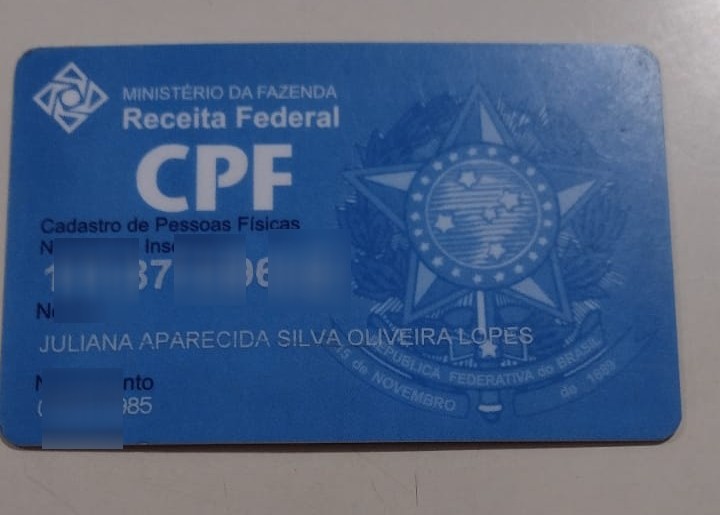 MINISTÉRIO DA FAZENDA
Receita Federal
CPF
Cadastro de Pessoas Físicas
JULIANA APARECIDA SILVA OLIVEIRA LOPES
REPUBLICA FEDERATIVA do BRASIL
15 de NOVEMBRO de 1889